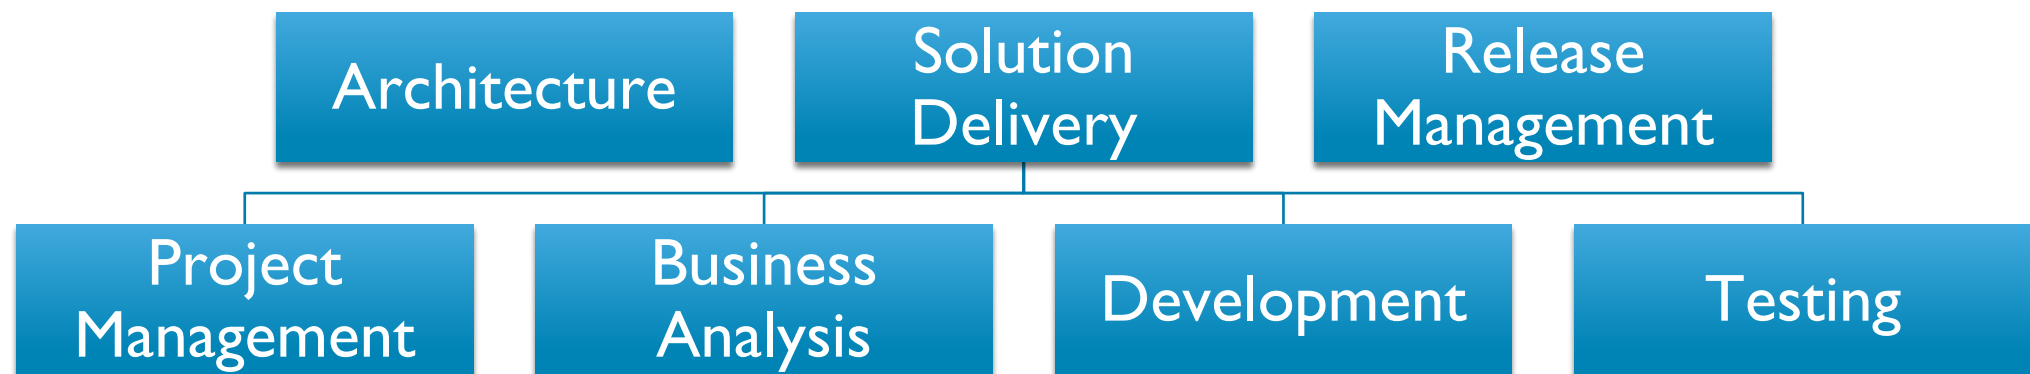 Architecture
Solution
Delivery
Release
Management
Project
Management
Business
Analysis
Development
Testing